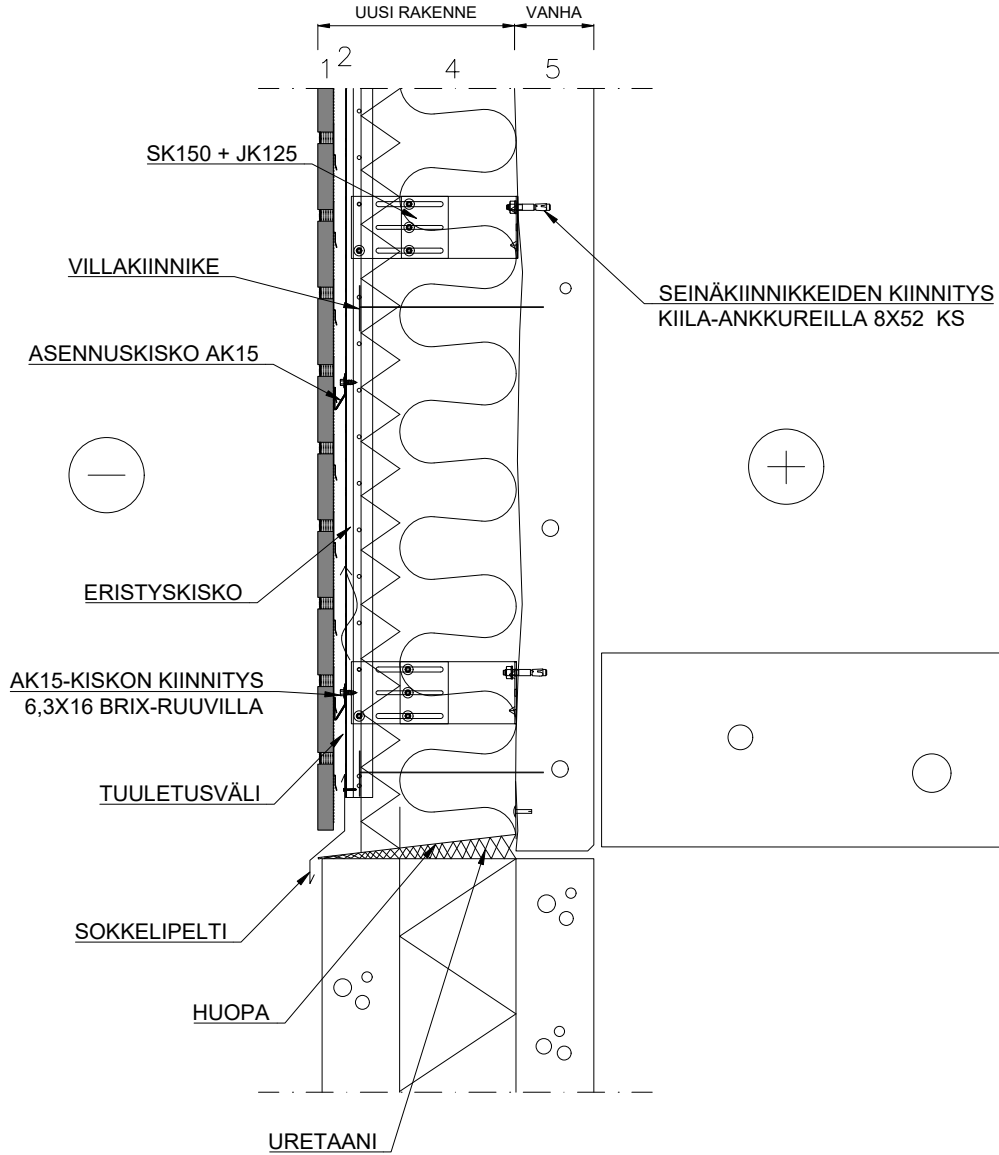 UUSI RAKENNE VANHA
1 2 4 5
SK150 + JK125
VILLAKIINNIKE
SEINÄKIINNIKKEIDEN KIINNITYS
KIILA-ANKKUREILLA 8X52 KS
ASENNUSKISKO AK15
ERISTYSKISKO
AK15-KISKON KIINNITYS
6,3X16 BRIX-RUUVILLA
TUULETUSVÄLI
SOKKELIPELTI
HUOPA
URETAANI